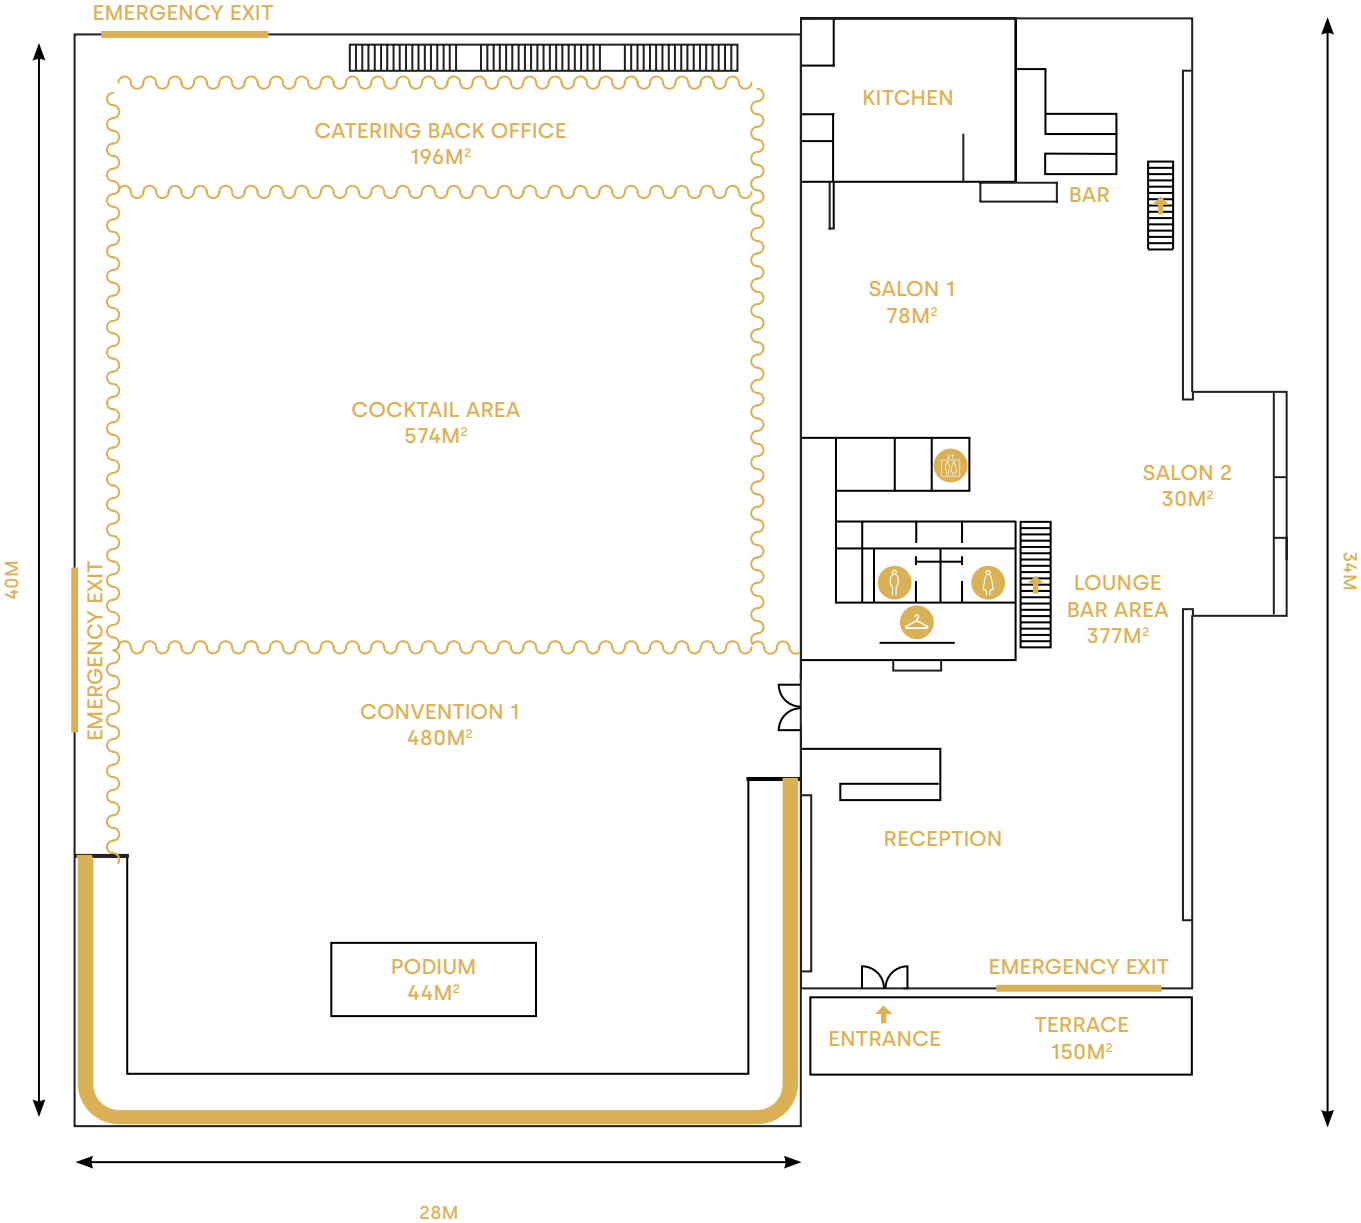 EMERGENCY EXIT
KITCHEN
CATERING BACK OFFICE
196M²
BAR
SALON 1
78M²
COCKTAIL AREA
574M²
SALON 2
30M²
40M
EMERGENCY EXIT
34M
LOUNGE
BAR AREA
377M²
CONVENTION 1
480M²
RECEPTION
PODIUM
44M²
EMERGENCY EXIT
ENTRANCE
TERRACE
150M²
28M